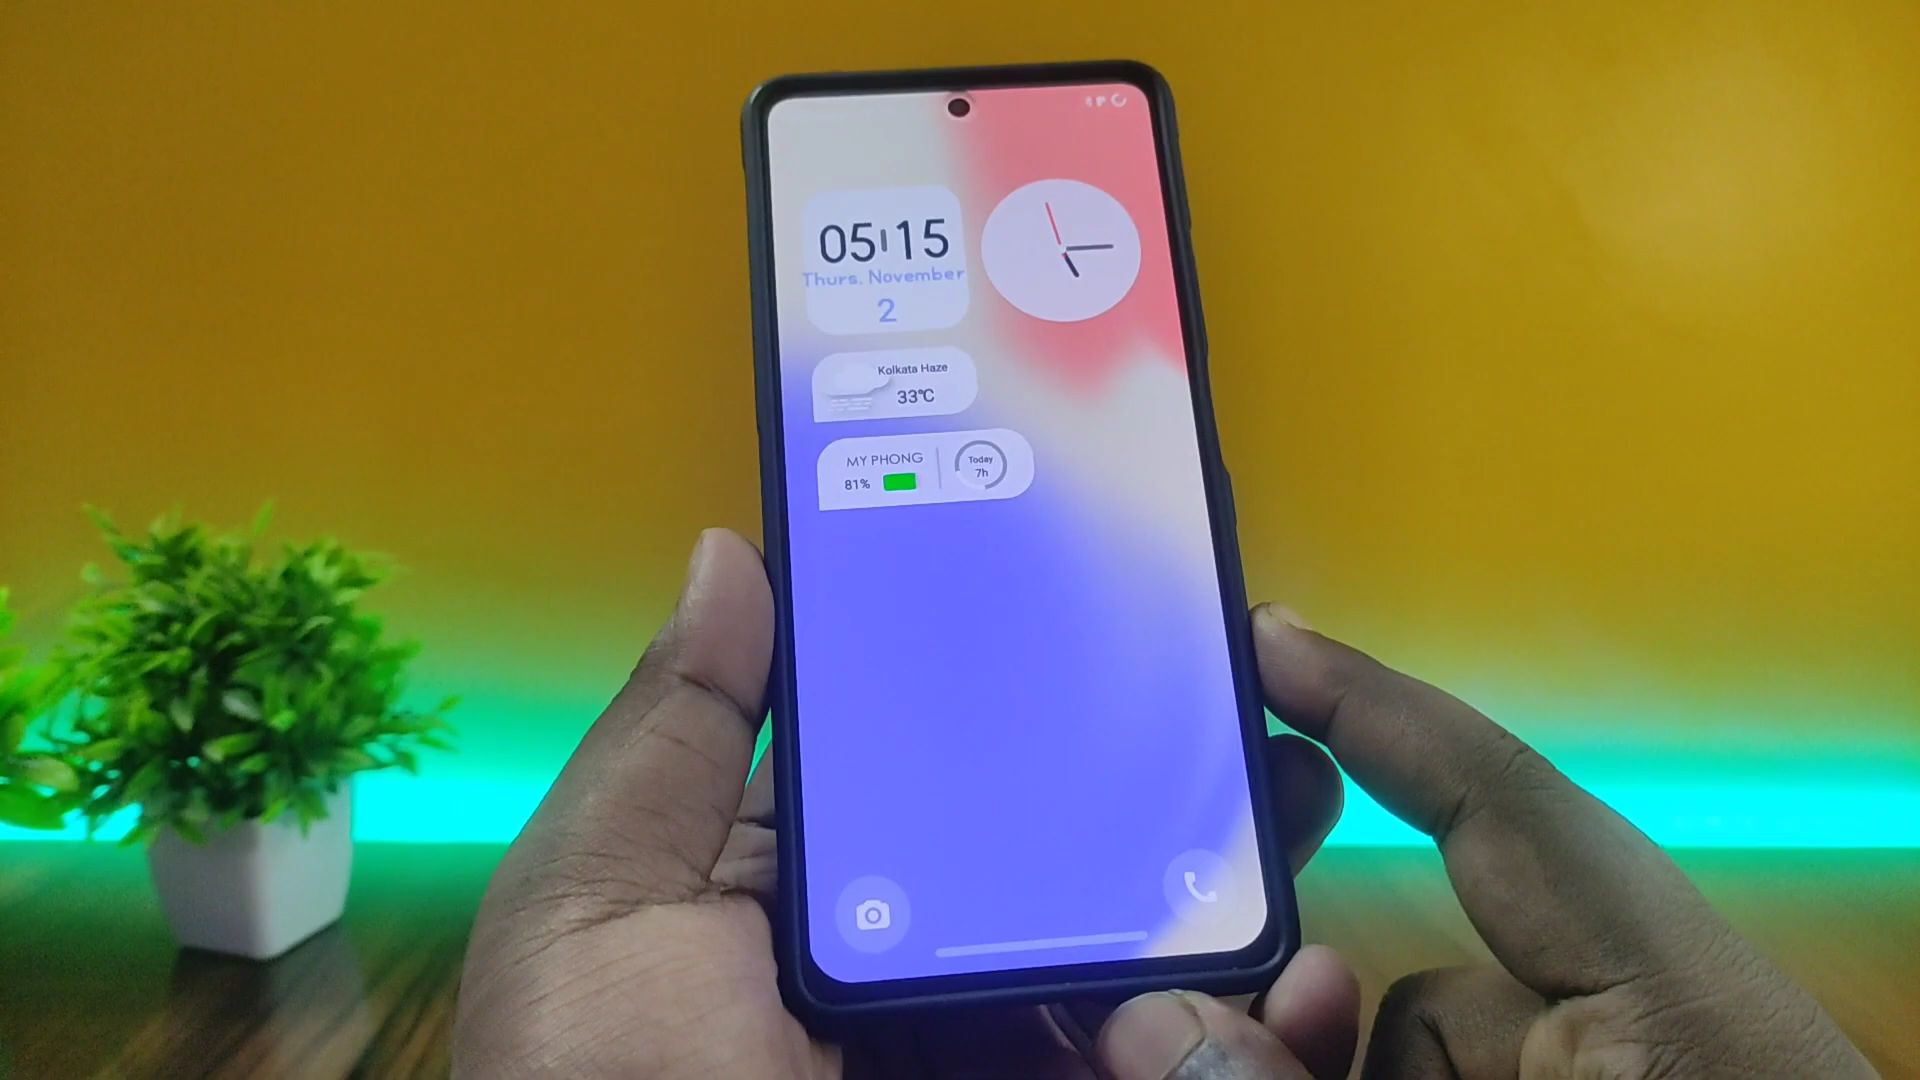 05:15
Thurs. November
2
Kolkata Haze
33℃
MY PHONG
81%
Today
7h